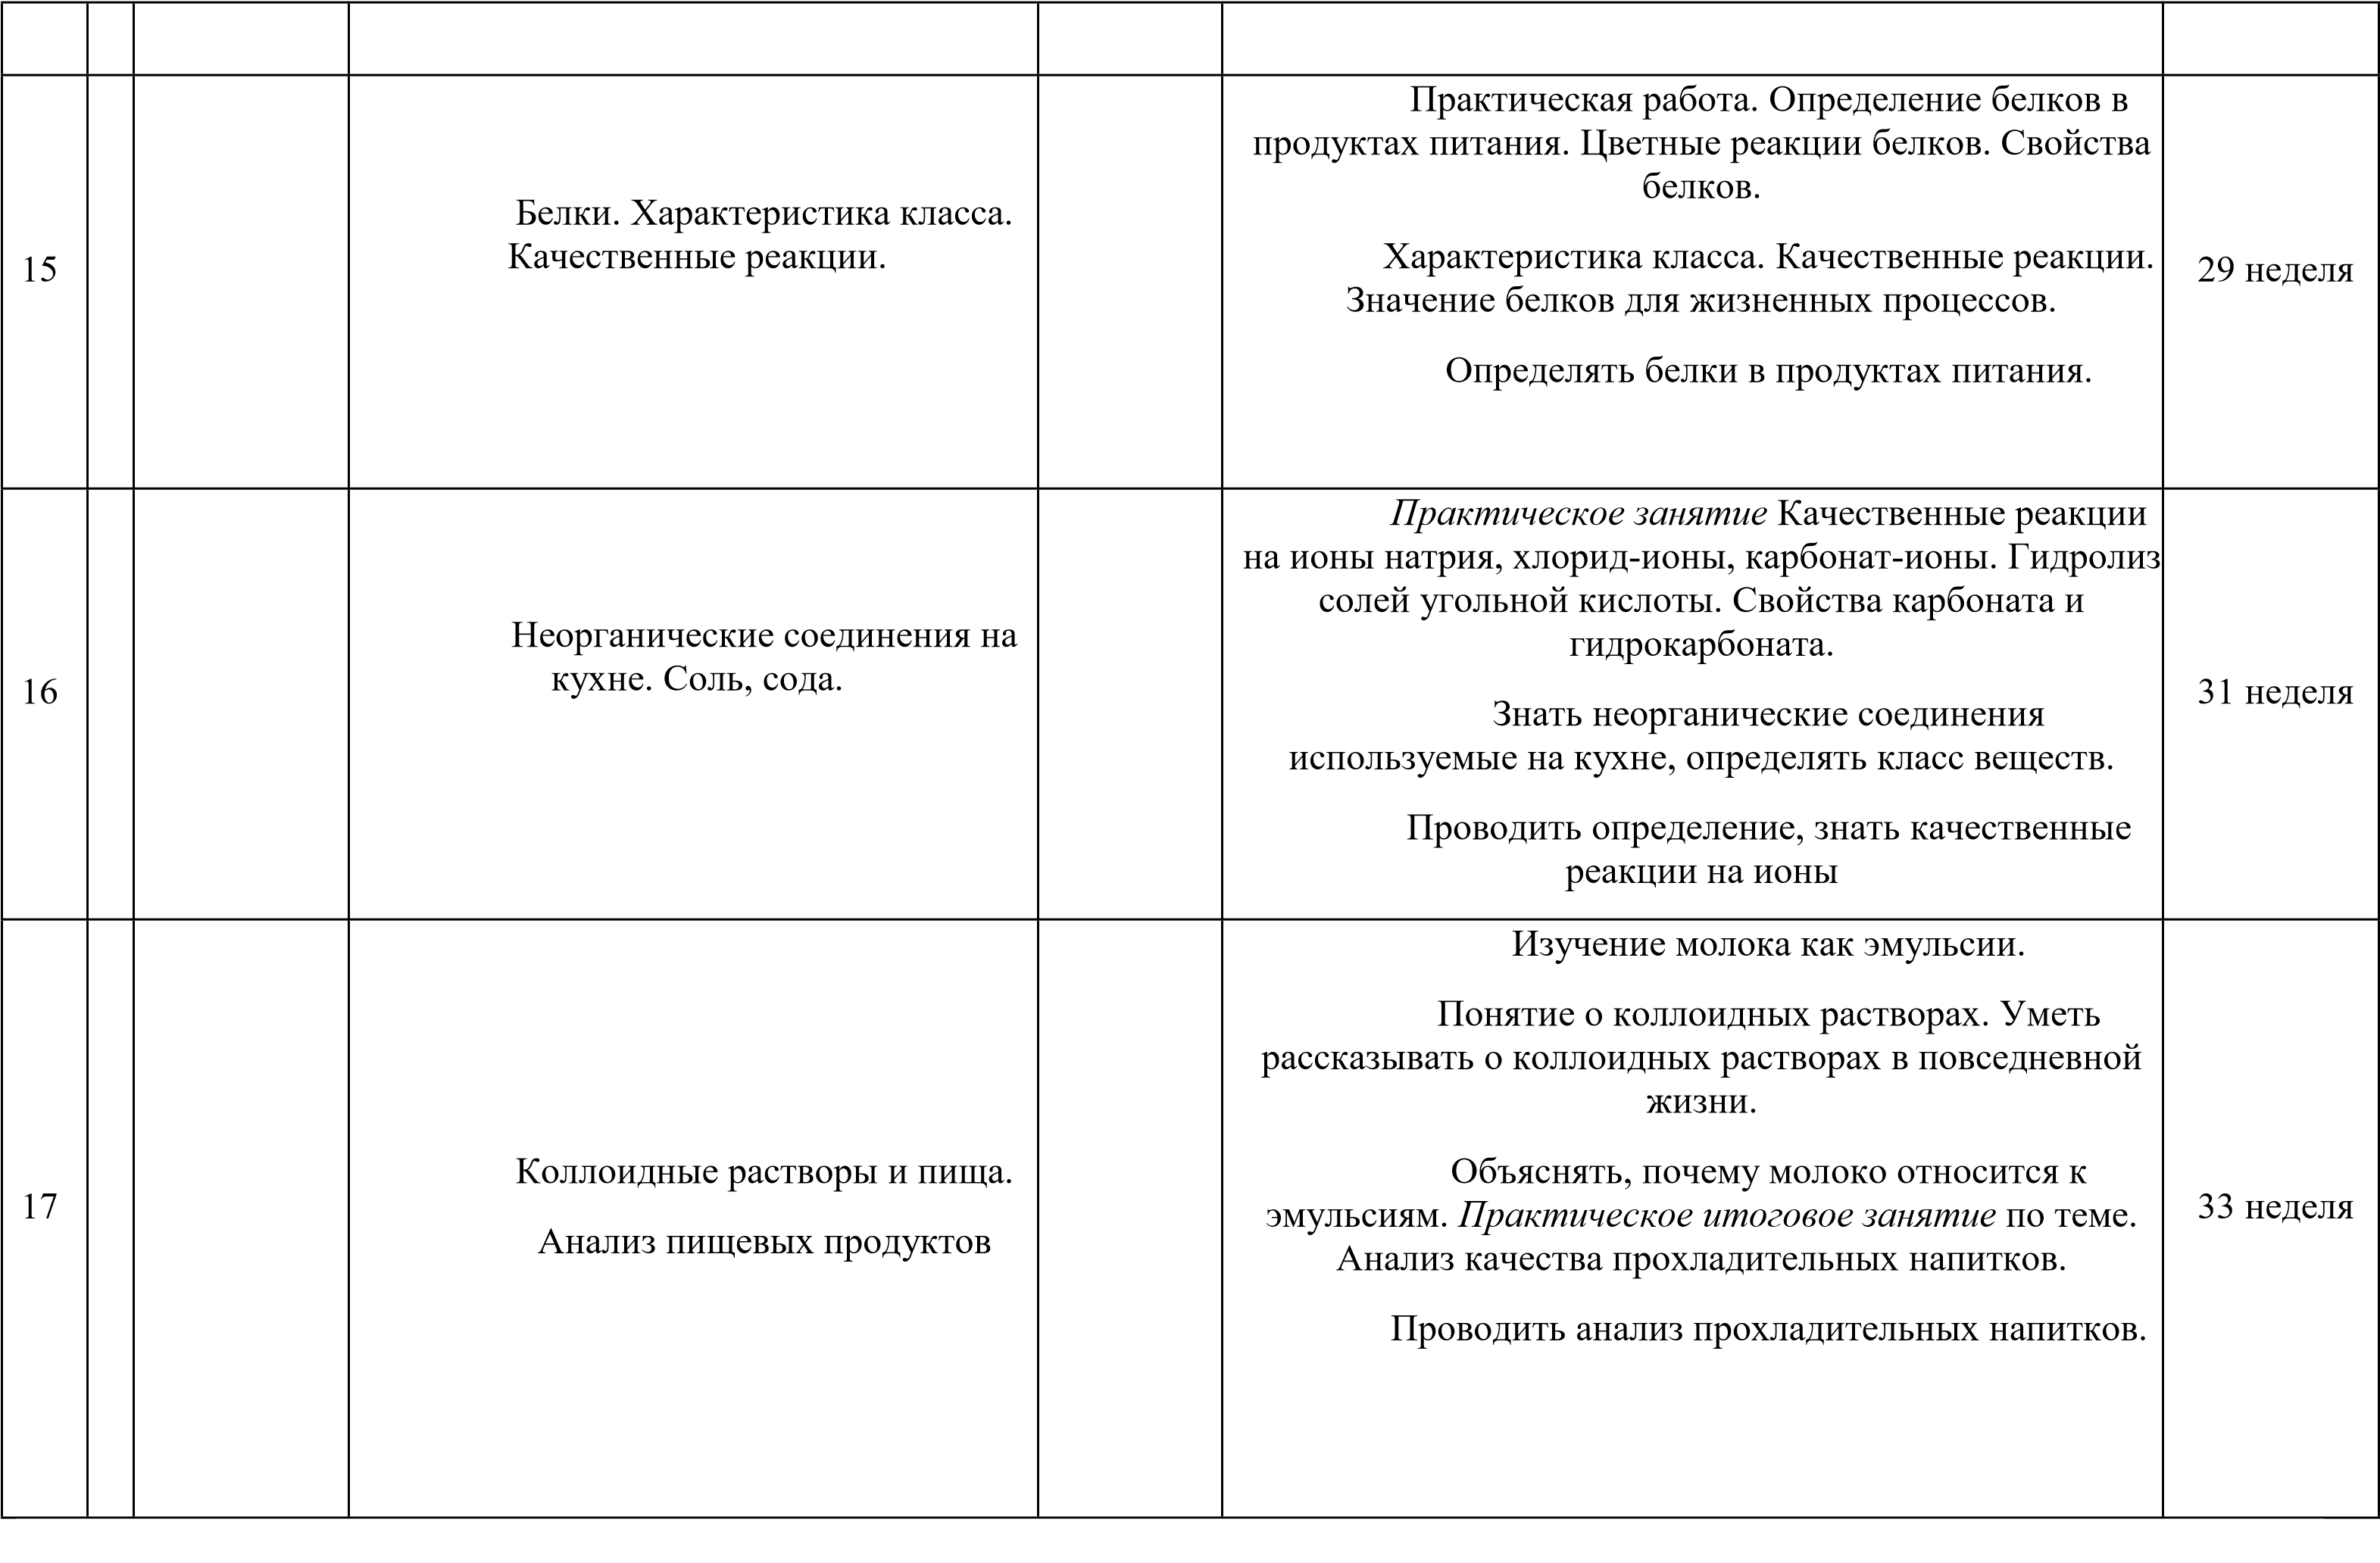 15
Белки. Характеристика класса.
Качественные реакции.
Практическая работа. Определение белков в
продуктах питания. Цветные реакции белков. Свойства
белков.
Характеристика класса. Качественные реакции.
Значение белков для жизненных процессов.
Определять белки в продуктах питания.
29 неделя
16
Неорганические соединения на
кухне. Соль, сода.
Практическое занятие Качественные реакции
на ионы натрия, хлорид-ионы, карбонат-ионы. Гидролиз
солей угольной кислоты. Свойства карбоната и
гидрокарбоната.
Знать неорганические соединения
используемые на кухне, определять класс веществ.
Проводить определение, знать качественные
реакции на ионы
31 неделя
17
Коллоидные растворы и пища.
Анализ пищевых продуктов
Изучение молока как эмульсии.
Понятие о коллоидных растворах. Уметь
рассказывать о коллоидных растворах в повседневной
жизни.
Объяснять, почему молоко относится к
эмульсиям. Практическое итоговое занятие по теме.
Анализ качества прохладительных напитков.
Проводить анализ прохладительных напитков.
33 неделя